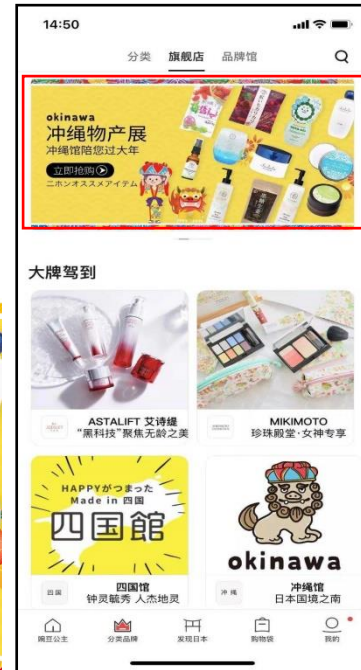 14:50
分类 旗舰店 品牌馆
okinawa
冲绳物产展
冲绳馆陪您过大年
立即抢购
ニホンオススメアイテム
大牌驾到
ASTALIFT 艾诗缇
“黑科技”聚焦无龄之美
MIKIMOTO
珍珠殿堂·女神专享
HAPPYがつまった
Made in 四国
四国館
okinawa
四国
四国馆
钟灵毓秀 人杰地灵
冲绳
冲绳馆
日本国境之南
豌豆公主
分类品牌
发现日本
购物袋
我的